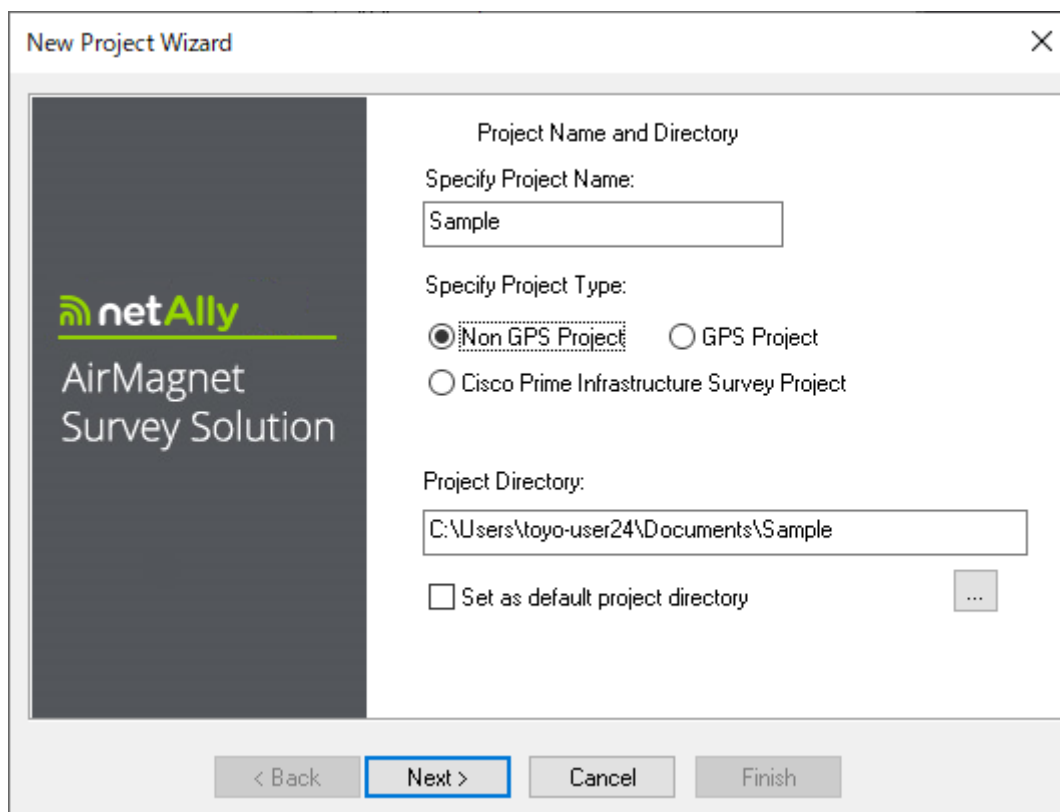 New Project Wizard
Project Name and Directory
Specify Project Name:
Sample
Specify Project Type:
Non GPS Project
GPS Project
Cisco Prime Infrastructure Survey Project
netAlly
AirMagnet
Survey Solution
Project Directory:
C:\Users\toyo-user24\Documents\Sample
Set as default project directory
...
< Back
Next >
Cancel
Finish